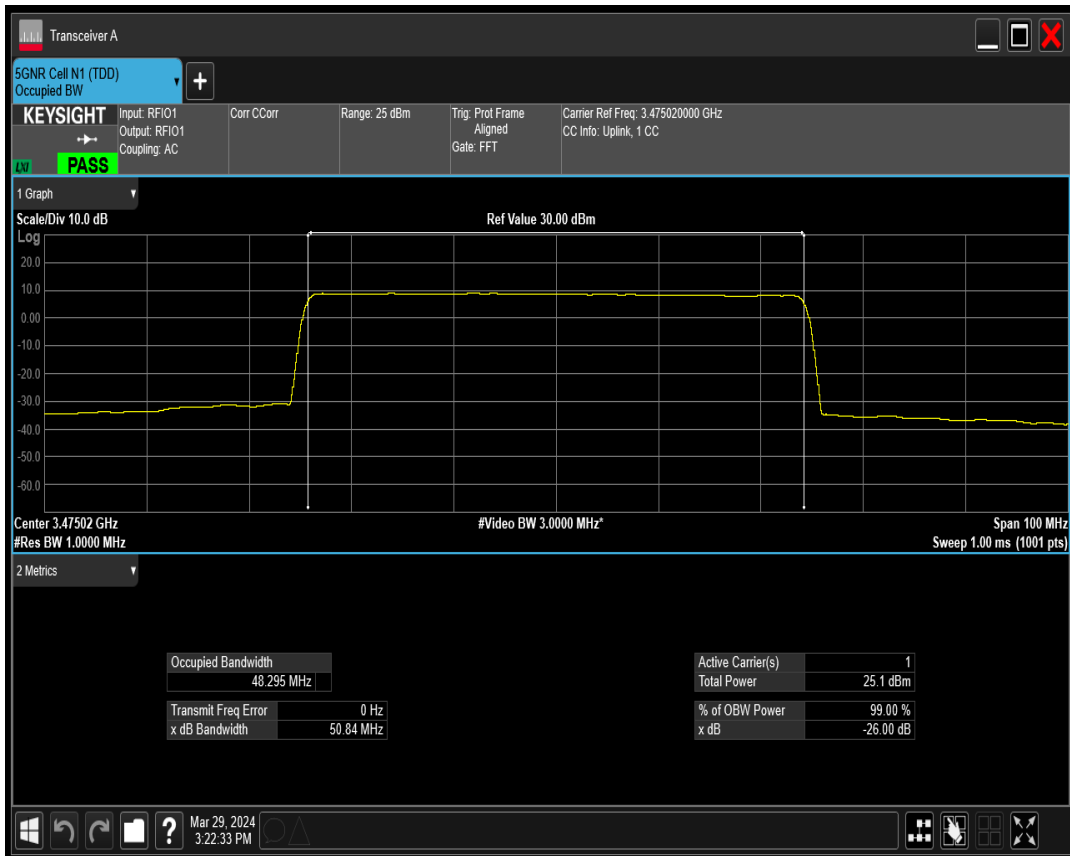 Transceiver A
5GNR Cell N1 (TDD)
Occupied BW
+
KEYSIGHT
LXI
PASS
Input: RFIO1
Output: RFIO1
Coupling: AC
Corr CCorr
Range: 25 dBm
Trig: Prot Frame
Aligned
Gate: FFT
Carrier Ref Freq: 3.475020000 GHz
CC Info: Uplink, 1 CC
1 Graph
Scale/Div 10.0 dB
Ref Value 30.00 dBm
Log
20.0
10.0
0.00
-10.0
-20.0
-30.0
-40.0
-50.0
-60.0
Center 3.47502 GHz
#Video BW 3.0000 MHz*
Span 100 MHz
#Res BW 1.0000 MHz
Sweep 1.00 ms (1001 pts)
2 Metrics
Occupied Bandwidth
48.295 MHz
Transmit Freq Error 0 Hz
x dB Bandwidth 50.84 MHz
Active Carrier(s) 1
Total Power 25.1 dBm
% of OBW Power 99.00 %
x dB -26.00 dB
?
Mar 29, 2024
3:22:33 PM